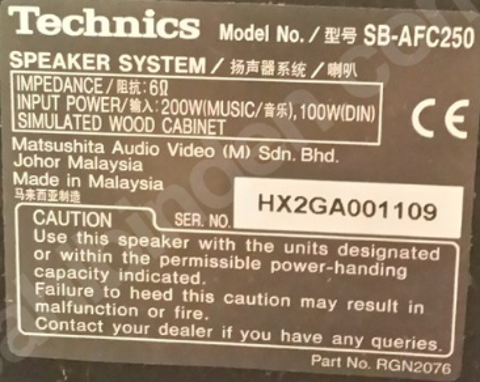 Technics Model No./型号 SB-AFC250
SPEAKER SYSTEM/扬声器系统/喇叭
IMPEDANCE/阻抗:6Ω
INPUT POWER/输入:200W(MUSIC/音乐),100W(DIN)
SIMULATED WOOD CABINET
CE
Matsushita Audio Video (M) Sdn. Bhd.
Johor Malaysia
Made in Malaysia
马来西亚制造
SER. NO. HX2GA001109
CAUTION
Use this speaker with the units designated
or within the permissible power-handing
capacity indicated.
Failure to heed this caution may result in
malfunction or fire.
Contact your dealer if you have any queries.
Part No. RGN2076